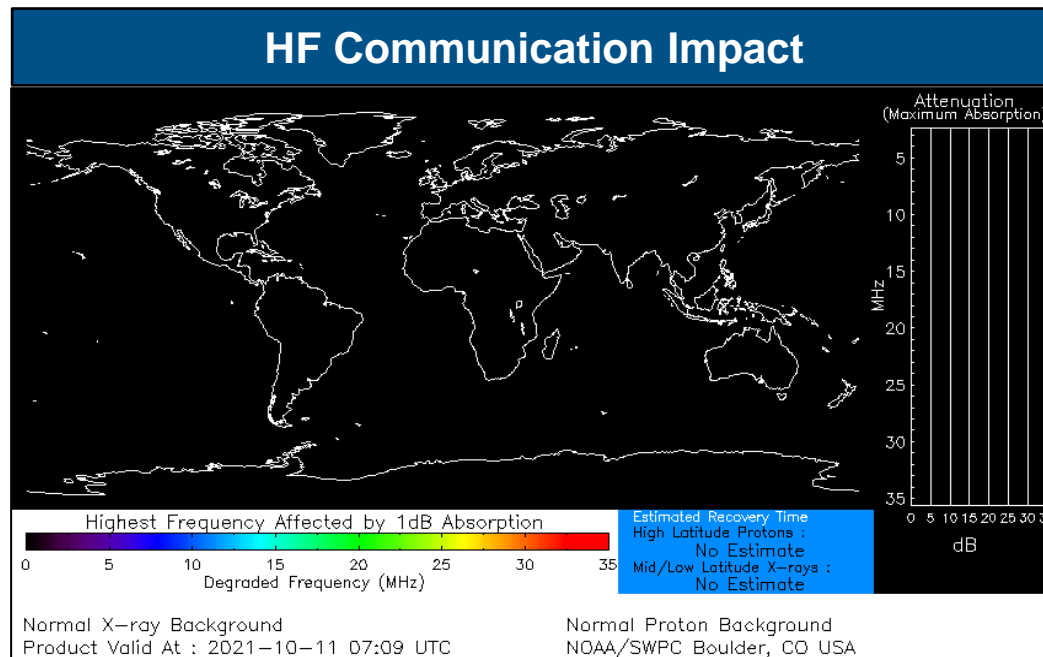 HF Communication Impact
Attenuation
(Maximum Absorption)
5
10
15
20
25
30
35
MHz
0 5 10 15 20 25 30
dB
Highest Frequency Affected by 1dB Absorption
0 5 10 15 20 25 30 35
Degraded Frequency (MHz)
Estimated Recovery Time
High Latitude Protons :
No Estimate
Mid/Low Latitude X-rays :
No Estimate
Normal X-ray Background
Normal Proton Background
Product Valid At : 2021-10-11 07:09 UTC
NOAA/SWPC Boulder, CO USA